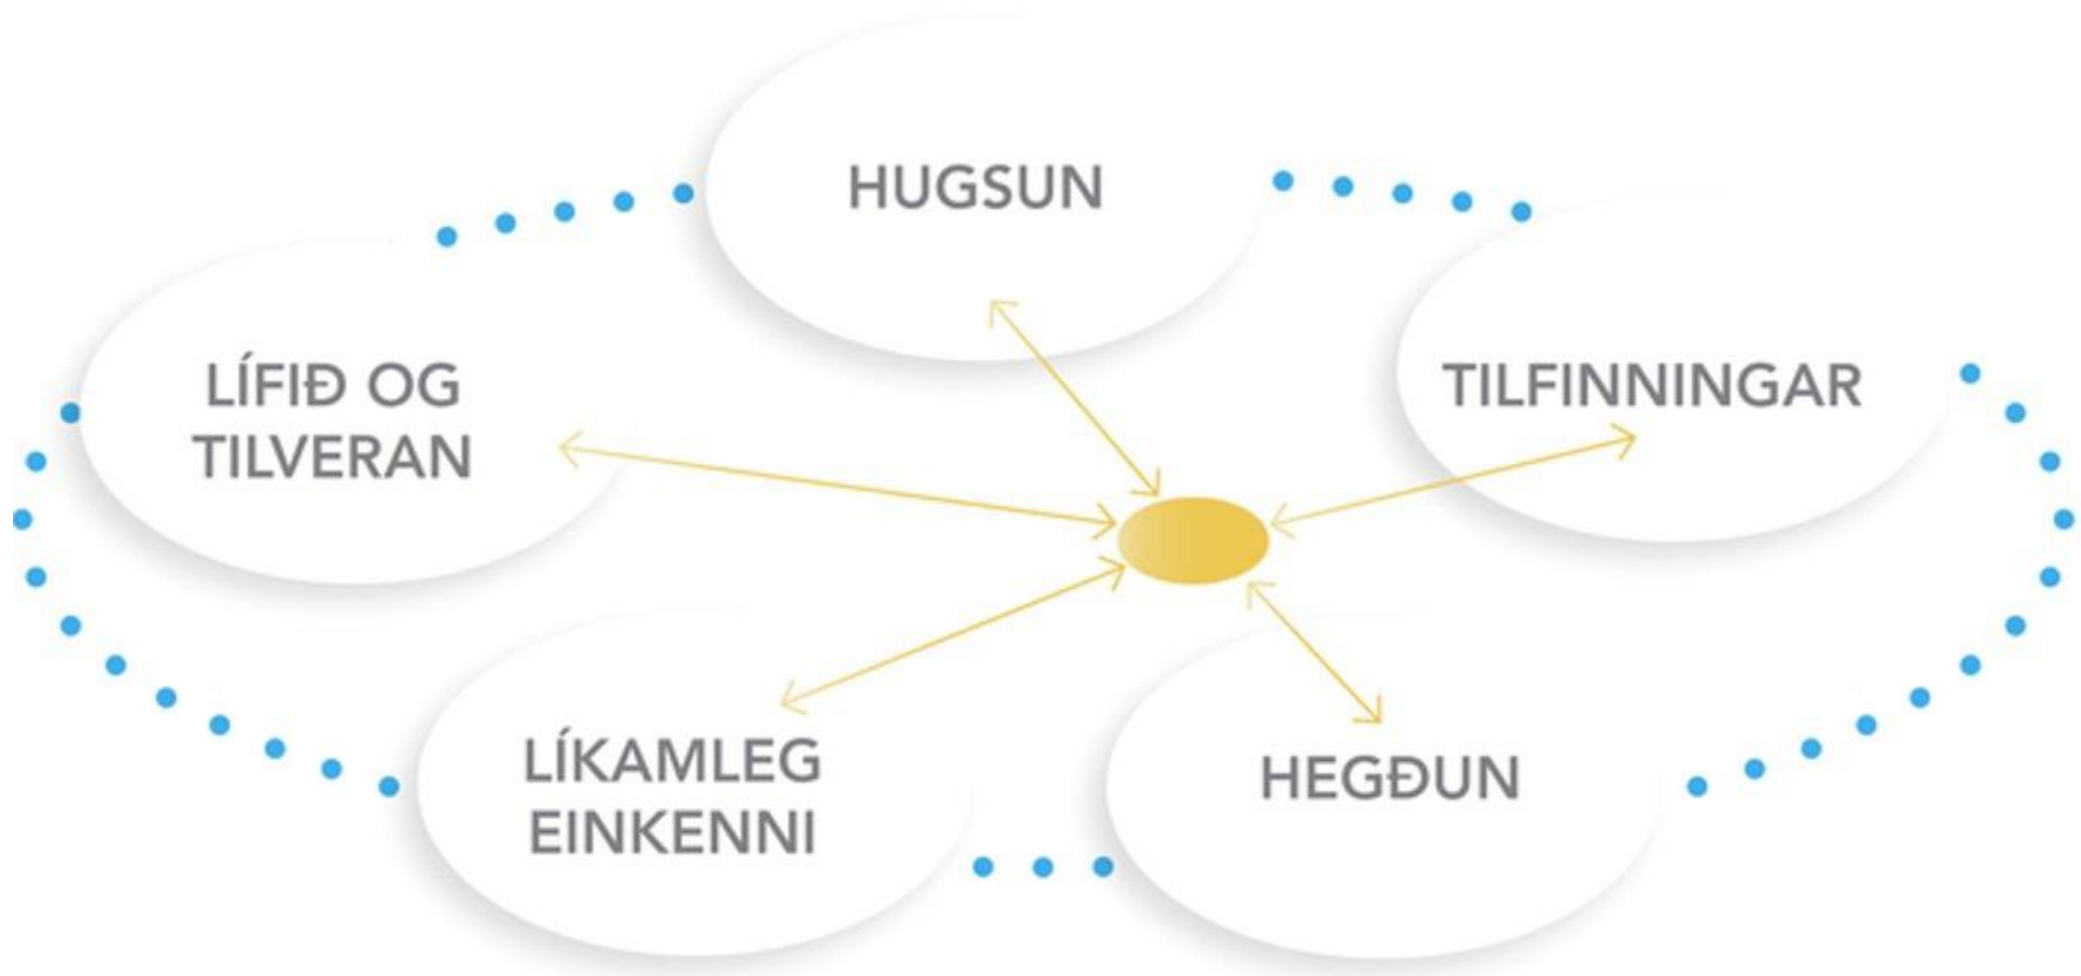 HUGSUN
LÍFIÐ OG
TILVERAN
TILFINNINGAR
LÍKAMLEG
EINKENNI
HEGÐUN